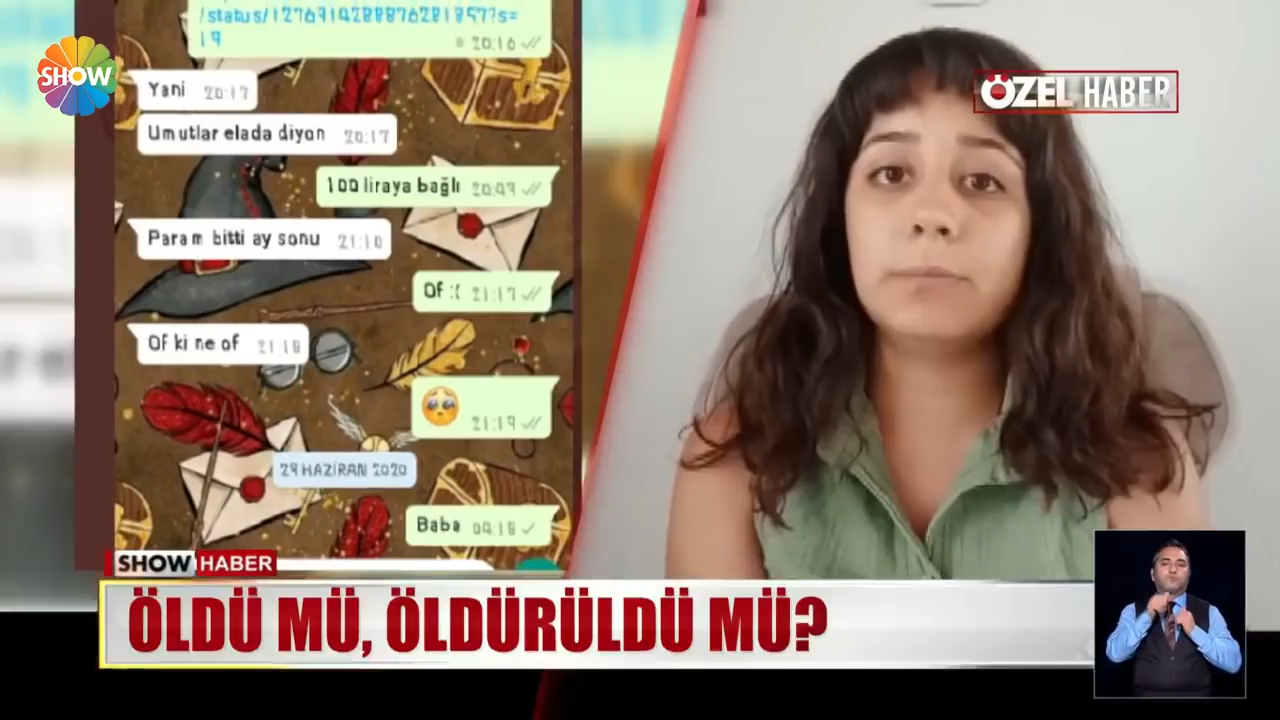 /status/1276914288876281857?s=
19
20:16
SHOW
ÖZEL HABER
Yani 20:17
Umutlar elada diyon 20:17
100 liraya bağlı 20:49
Param bitti ay sonu 21:10
Of :( 21:17
Of ki ne of 21:18
21:19
29 HAZİRAN 2020
Baba 04:18
SHOW HABER
ÖLDÜ MÜ, ÖLDÜRÜLDÜ MÜ?